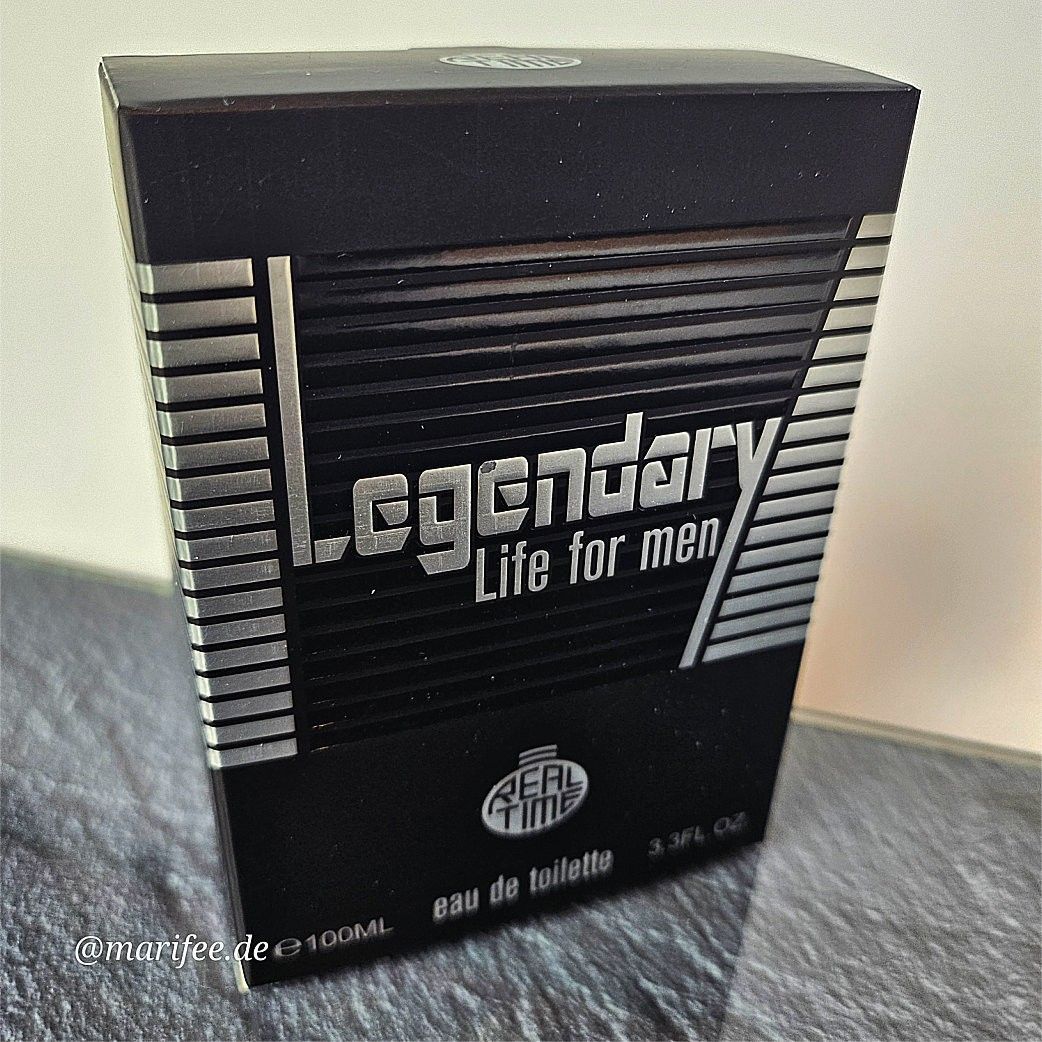 Legendary
Life for men
REAL
TIME
eau de toilette
3.3FL OZ.
e100ML
@marifee.de